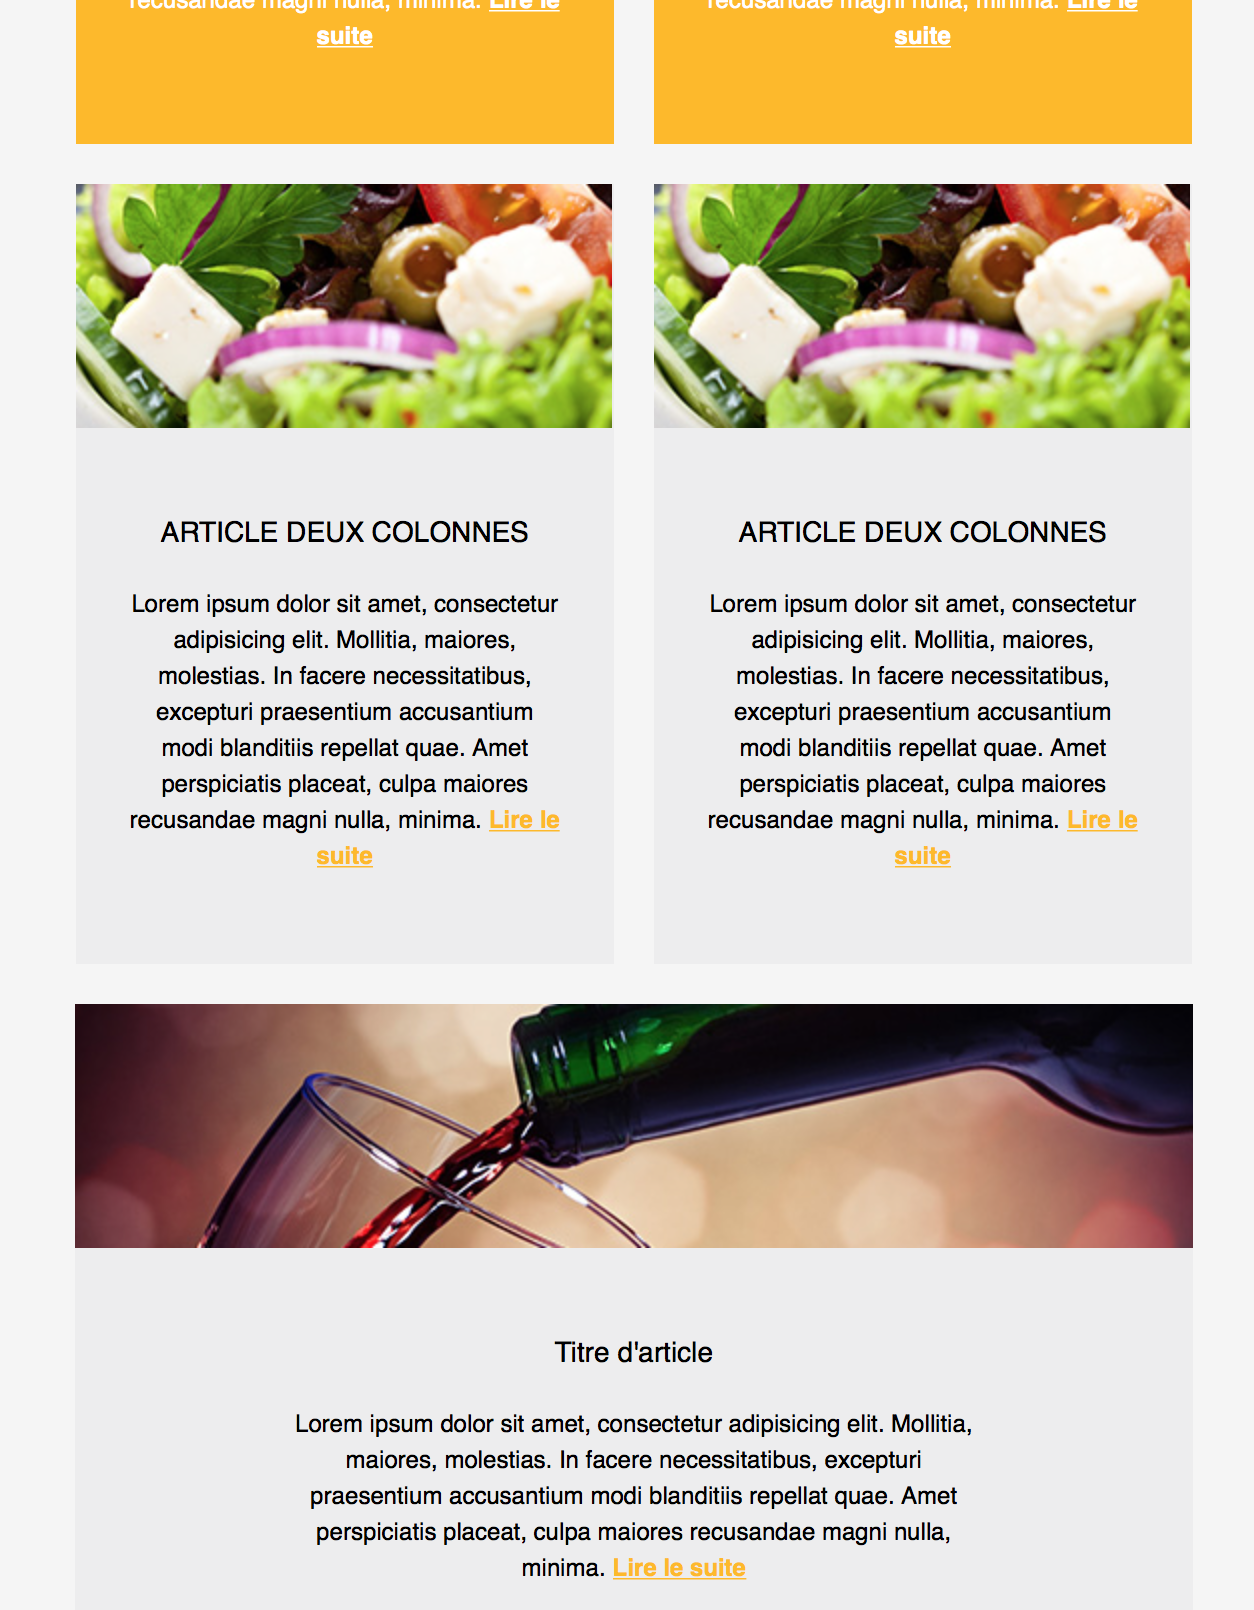 recusandae magni nulla, minima. Lire le
suite
recusandae magni nulla, minima. Lire le
suite
ARTICLE DEUX COLONNES
Lorem ipsum dolor sit amet, consectetur
adipisicing elit. Mollitia, maiores,
molestias. In facere necessitatibus,
excepturi praesentium accusantium
modi blanditiis repellat quae. Amet
perspiciatis placeat, culpa maiores
recusandae magni nulla, minima. Lire le
suite
ARTICLE DEUX COLONNES
Lorem ipsum dolor sit amet, consectetur
adipisicing elit. Mollitia, maiores,
molestias. In facere necessitatibus,
excepturi praesentium accusantium
modi blanditiis repellat quae. Amet
perspiciatis placeat, culpa maiores
recusandae magni nulla, minima. Lire le
suite
Titre d'article
Lorem ipsum dolor sit amet, consectetur adipisicing elit. Mollitia,
maiores, molestias. In facere necessitatibus, excepturi
praesentium accusantium modi blanditiis repellat quae. Amet
perspiciatis placeat, culpa maiores recusandae magni nulla,
minima. Lire le suite